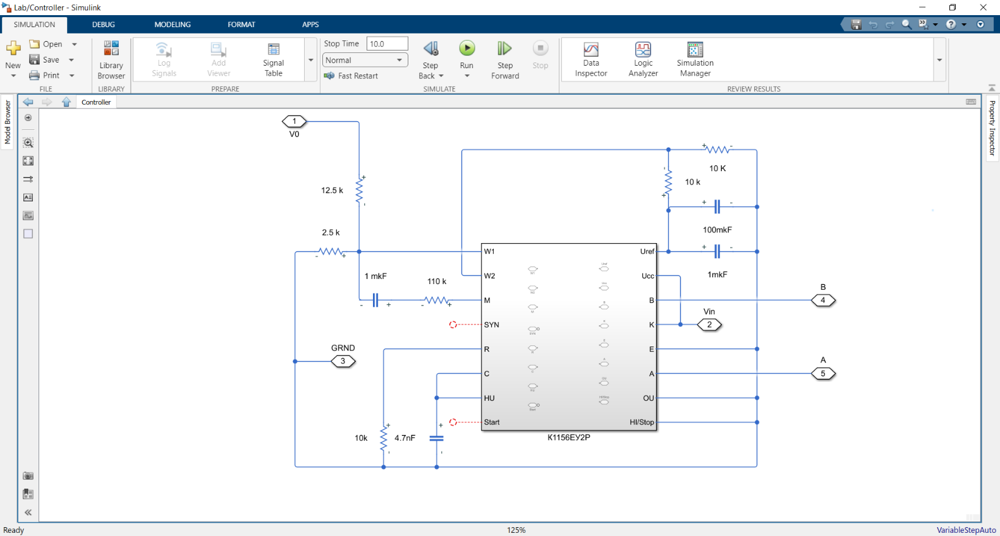 Lab/Controller - Simulink
SIMULATION DEBUG MODELING FORMAT APPS
New
Open
Save
Print
FILE
Library Browser
LIBRARY
Log Signals
Add Viewer
Signal Table
PREPARE
Stop Time 10.0
Normal
Fast Restart
Step Back
Run
Step Forward
Stop
SIMULATE
Data Inspector
Logic Analyzer
Simulation Manager
REVIEW RESULTS
Model Browser
Controller
Property Inspector
1
V0
12.5 k
2.5 k
1 mkF
110 k
GRND
3
10k
4.7nF
10 K
10 k
100mkF
1mkF
W1
W2
M
SYN
R
C
HU
Start
Uref
Ucc
B
K
E
A
OU
HI/Stop
К1156ЕУ2Р
B
4
Vin
2
A
5
Ready
125%
VariableStepAuto